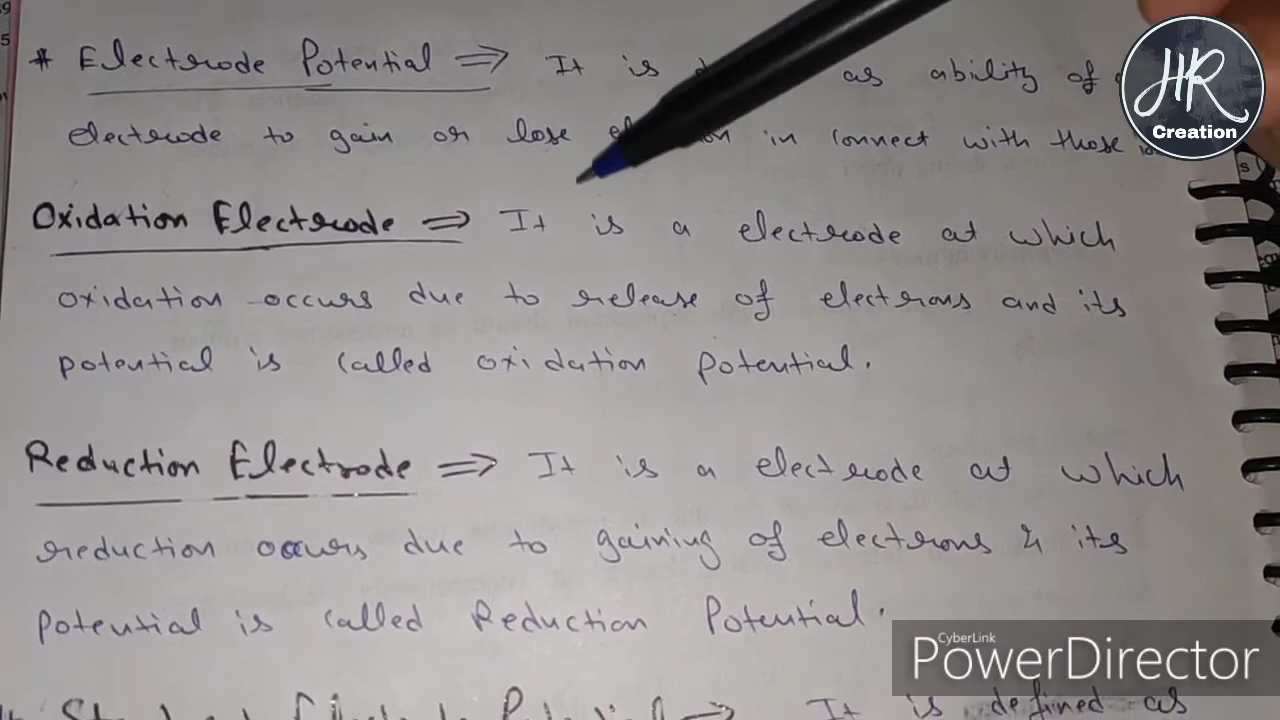 * Electrode Potential ⇒ It is as ability of
electrode to gain or lose in connect with those
Oxidation Electrode ⇒ It is a electrode at which
oxidation occurs due to release of electrons and its
potential is called oxidation potential.
Reduction Electrode ⇒ It is a electrode at which
reduction occurs due to gaining of electrons & its
potential is called Reduction Potential.
It is defined as
HR
Creation
CyberLink
PowerDirector